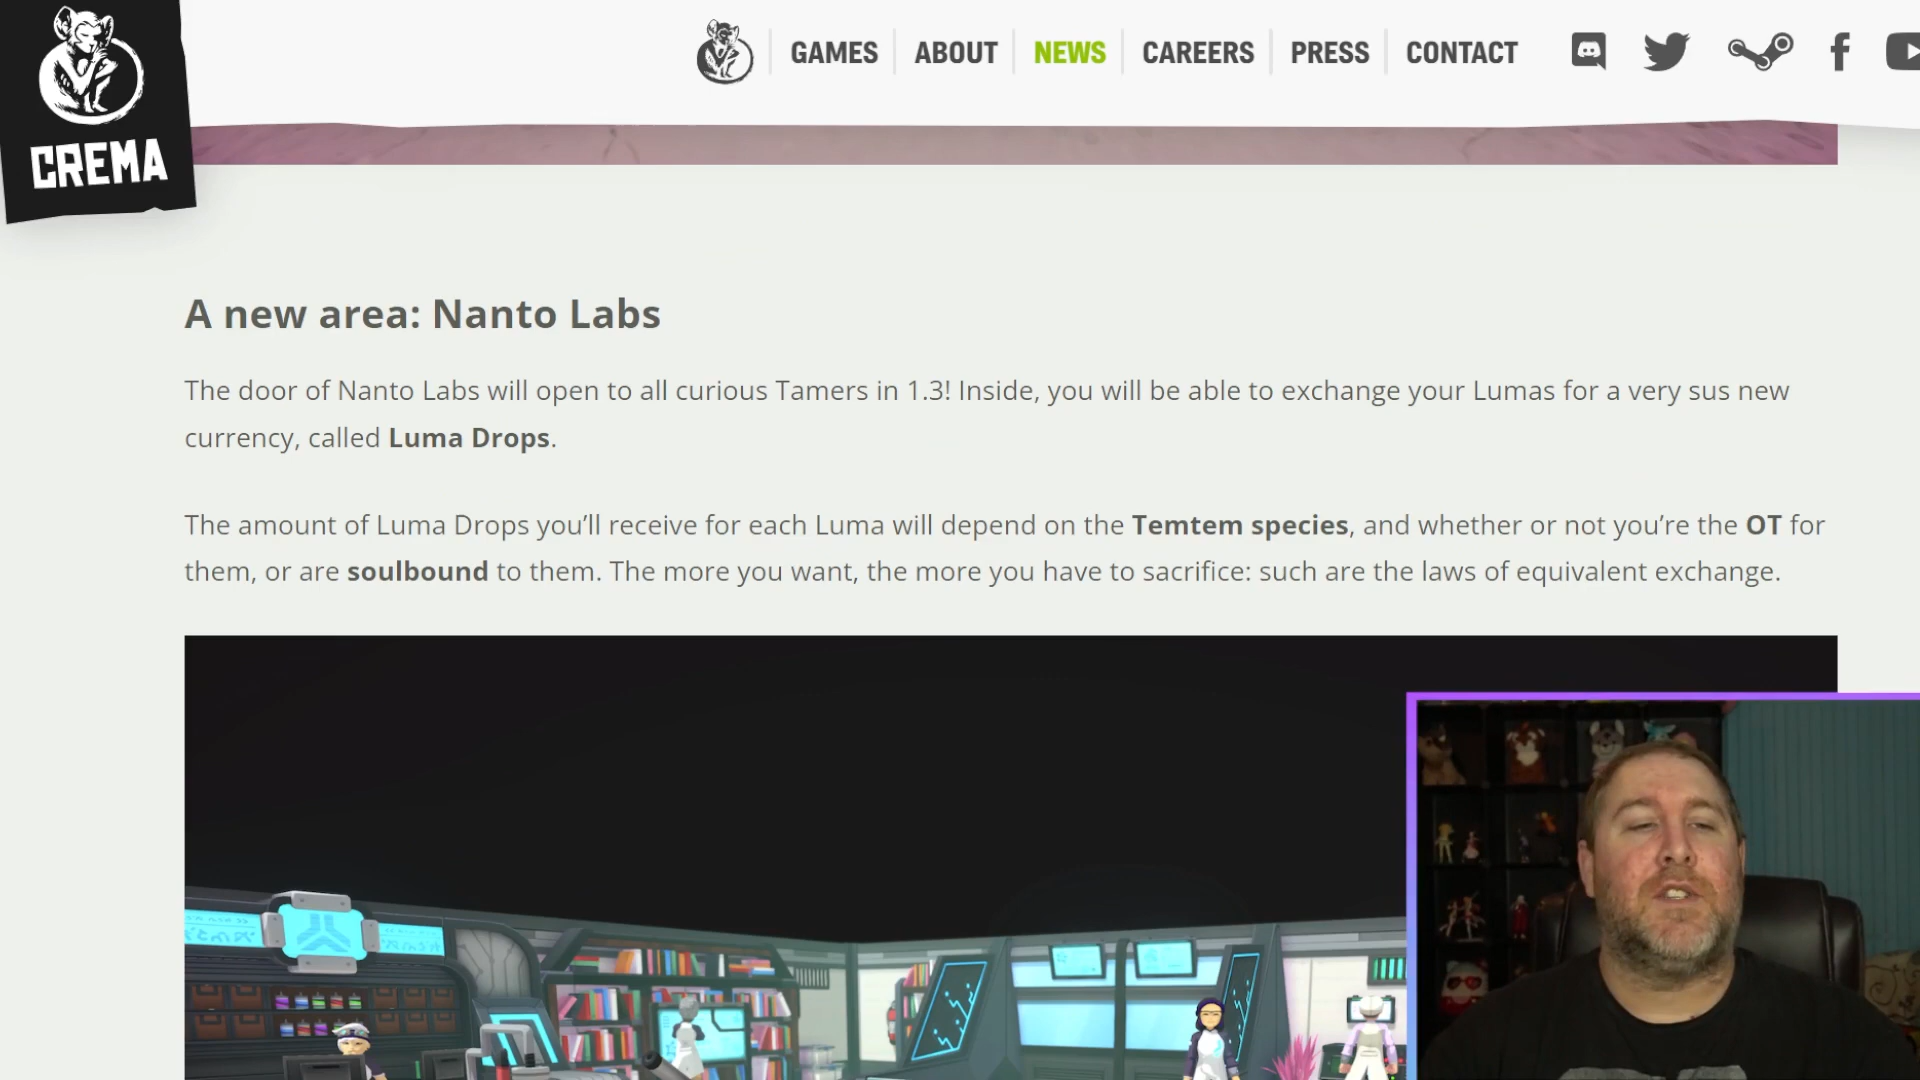 CREMA
GAMES
ABOUT
NEWS
CAREERS
PRESS
CONTACT
A new area: Nanto Labs
The door of Nanto Labs will open to all curious Tamers in 1.3! Inside, you will be able to exchange your Lumas for a very sus new
currency, called Luma Drops.
The amount of Luma Drops you’ll receive for each Luma will depend on the Temtem species, and whether or not you’re the OT for
them, or are soulbound to them. The more you want, the more you have to sacrifice: such are the laws of equivalent exchange.